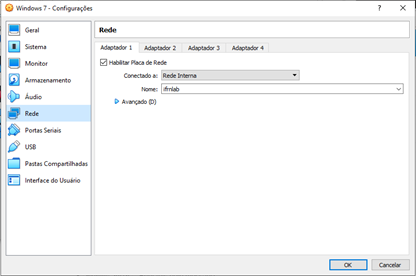 Windows 7 - Configurações
Geral
Sistema
Monitor
Armazenamento
Áudio
Rede
Portas Seriais
USB
Pastas Compartilhadas
Interface do Usuário
Rede
Adaptador 1
Adaptador 2
Adaptador 3
Adaptador 4
Habilitar Placa de Rede
Conectado a: Rede Interna
Nome: ifrnlab
Avançado (D)
OK
Cancelar